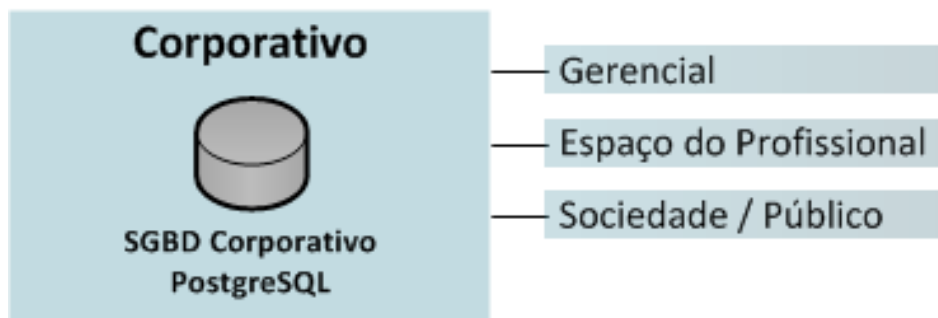 Corporativo
SGBD Corporativo
PostgreSQL
Gerencial
Espaço do Profissional
Sociedade / Público